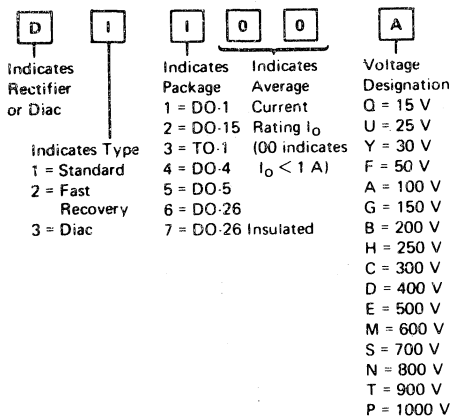 D I I 0 0 A
Indicates
Rectifier
or Diac
Indicates Type
1 = Standard
2 = Fast
Recovery
3 = Diac
Indicates
Package
1 = DO-1
2 = DO-15
3 = TO-1
4 = DO-4
5 = DO-5
6 = DO-26
7 = DO-26 Insulated
Indicates
Average
Current
Rating IO
(00 indicates
IO < 1 A)
Voltage
Designation
Q = 15 V
U = 25 V
Y = 30 V
F = 50 V
A = 100 V
G = 150 V
B = 200 V
H = 250 V
C = 300 V
D = 400 V
E = 500 V
M = 600 V
S = 700 V
N = 800 V
T = 900 V
P = 1000 V